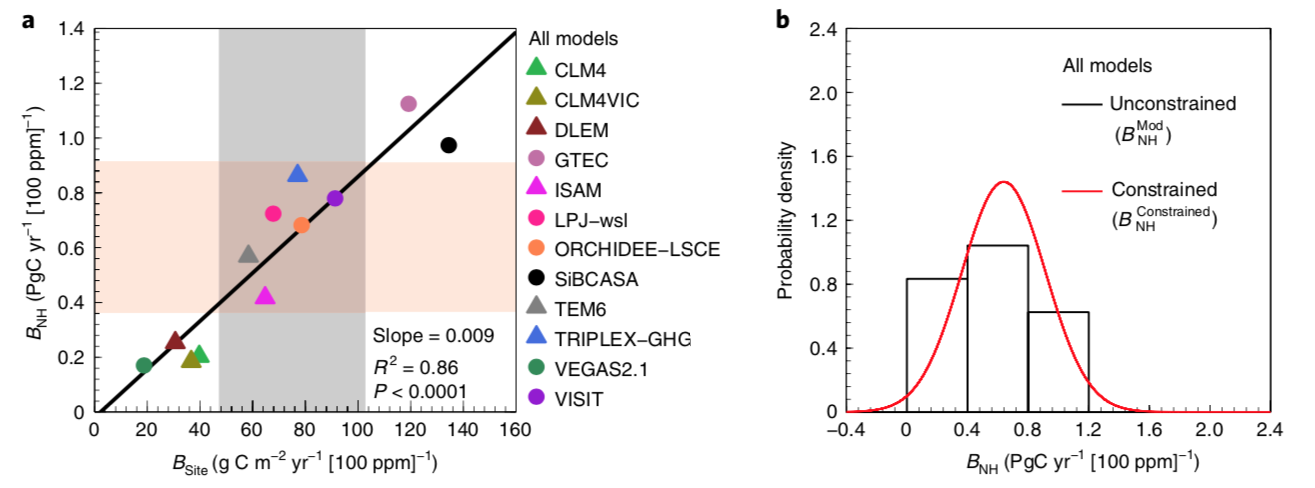 a
1.4
1.2
1.0
0.8
0.6
0.4
0.2
0
B_NH (PgC yr⁻¹ [100 ppm]⁻¹)
0 20 40 60 80 100 120 140 160
B_Site (g C m⁻² yr⁻¹ [100 ppm]⁻¹)
Slope = 0.009
R² = 0.86
P < 0.0001
All models
CLM4
CLM4VIC
DLEM
GTEC
ISAM
LPJ−wsl
ORCHIDEE−LSCE
SiBCASA
TEM6
TRIPLEX−GHG
VEGAS2.1
VISIT
b
2.4
2.0
1.6
1.2
0.8
0.4
0
Probability density
−0.4 0 0.4 0.8 1.2 1.6 2.0 2.4
B_NH (PgC yr⁻¹ [100 ppm]⁻¹)
All models
Unconstrained
(B_NH^Mod)
Constrained
(B_NH^Constrained)